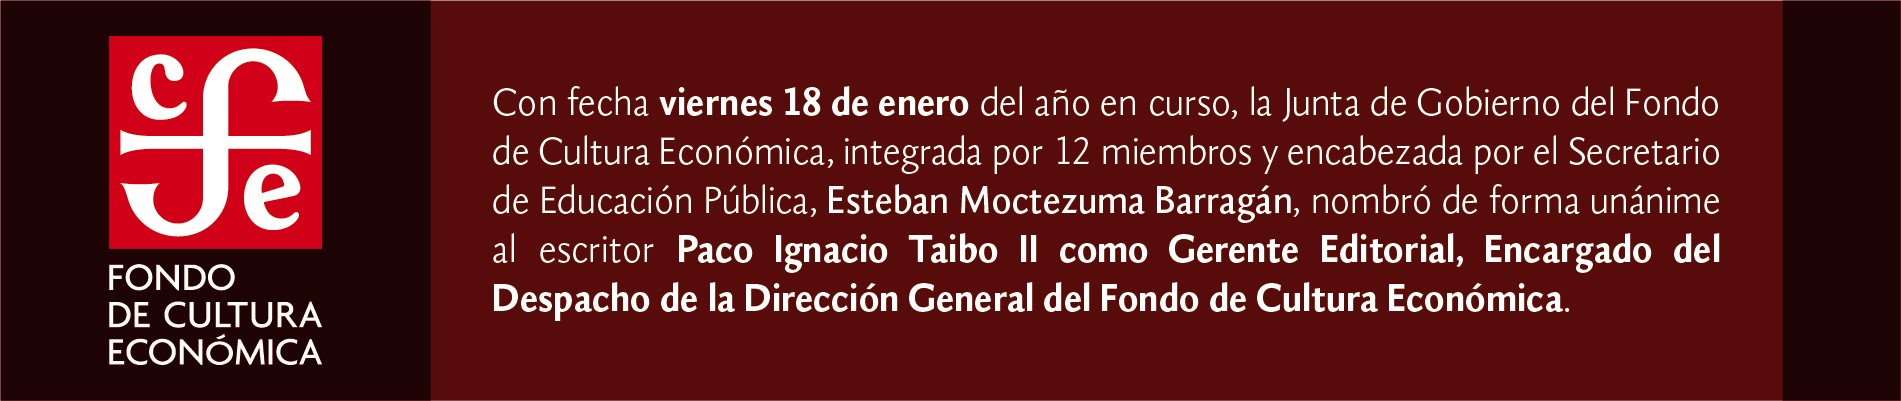 cfe
FONDO
DE CULTURA
ECONÓMICA
Con fecha viernes 18 de enero del año en curso, la Junta de Gobierno del Fondo
de Cultura Económica, integrada por 12 miembros y encabezada por el Secretario
de Educación Pública, Esteban Moctezuma Barragán, nombró de forma unánime
al escritor Paco Ignacio Taibo II como Gerente Editorial, Encargado del
Despacho de la Dirección General del Fondo de Cultura Económica.